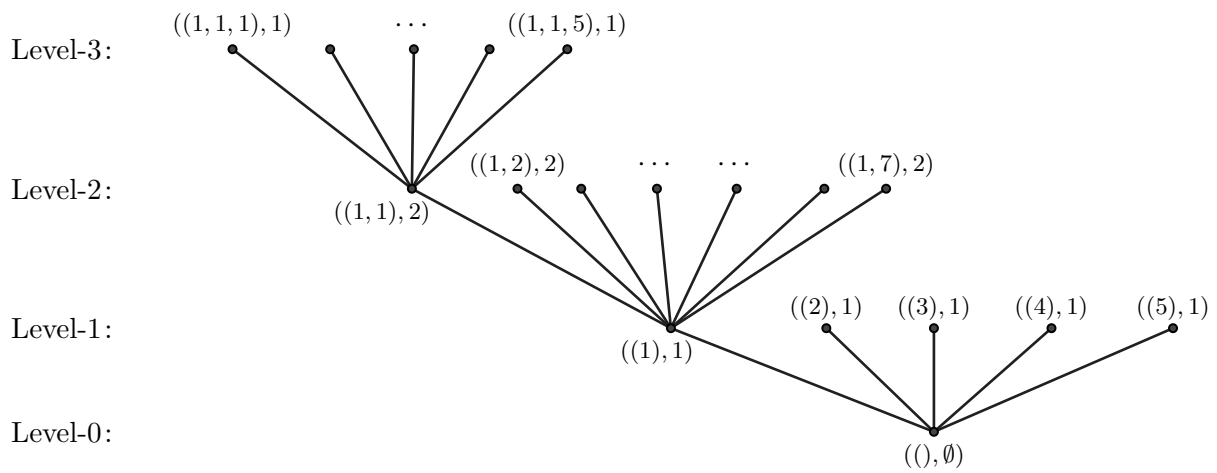 ((1, 1, 1), 1) ⋯ ((1, 1, 5), 1)
Level-3:
((1, 2), 2) ⋯ ⋯ ((1, 7), 2)
Level-2:
((1, 1), 2)
((2), 1) ((3), 1) ((4), 1) ((5), 1)
Level-1:
((1), 1)
Level-0:
((), ∅)